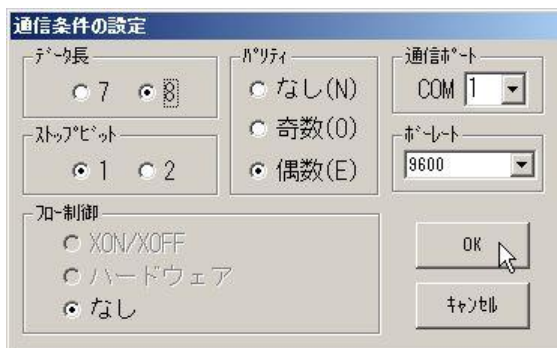 通信条件の設定
ﾃﾞｰﾀ長
7 8
ﾊﾟﾘﾃｨ
なし(N)
奇数(O)
偶数(E)
通信ﾎﾟｰﾄ
COM 1
ｽﾄｯﾌﾟﾋﾞｯﾄ
1 2
ﾎﾞｰﾚｰﾄ
9600
ﾌﾛｰ制御
XON/XOFF
ハードウェア
なし
OK
ｷｬﾝｾﾙ